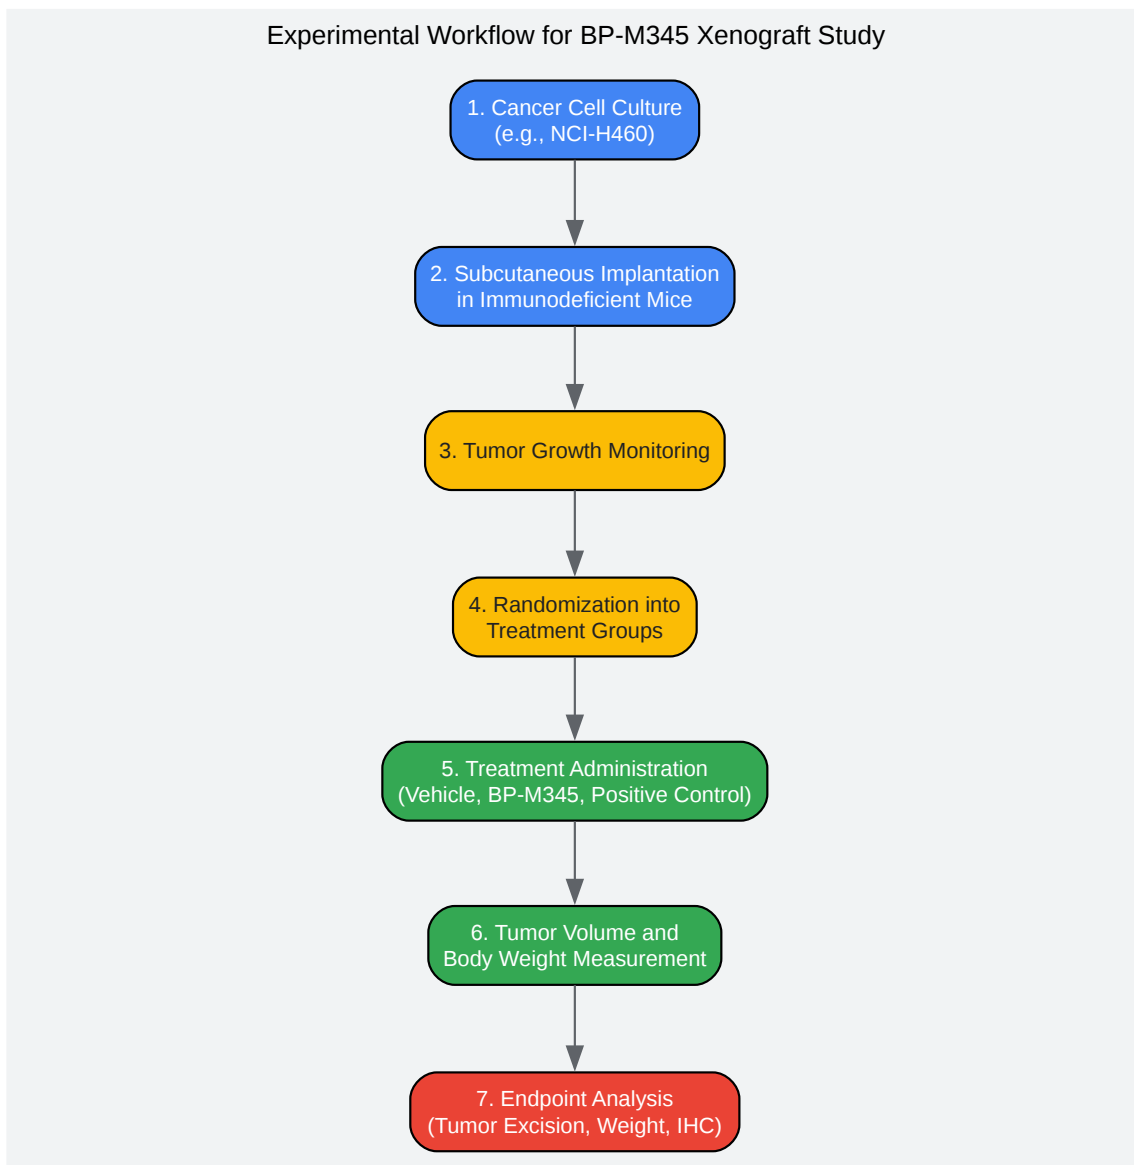 Experimental Workflow for BP-M345 Xenograft Study
1. Cancer Cell Culture
(e.g., NCI-H460)
2. Subcutaneous Implantation
in Immunodeficient Mice
3. Tumor Growth Monitoring
4. Randomization into
Treatment Groups
5. Treatment Administration
(Vehicle, BP-M345, Positive Control)
6. Tumor Volume and
Body Weight Measurement
7. Endpoint Analysis
(Tumor Excision, Weight, IHC)